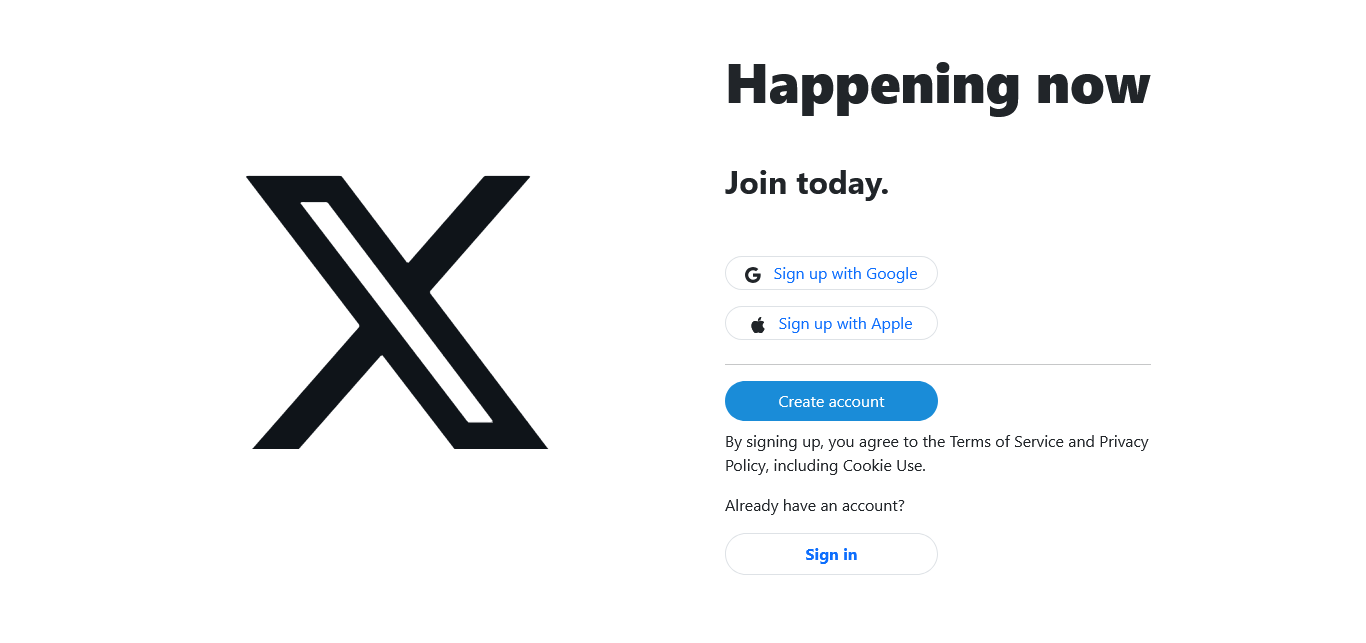 Happening now
Join today.
Sign up with Google
Sign up with Apple
Create account
By signing up, you agree to the Terms of Service and Privacy
Policy, including Cookie Use.
Already have an account?
Sign in